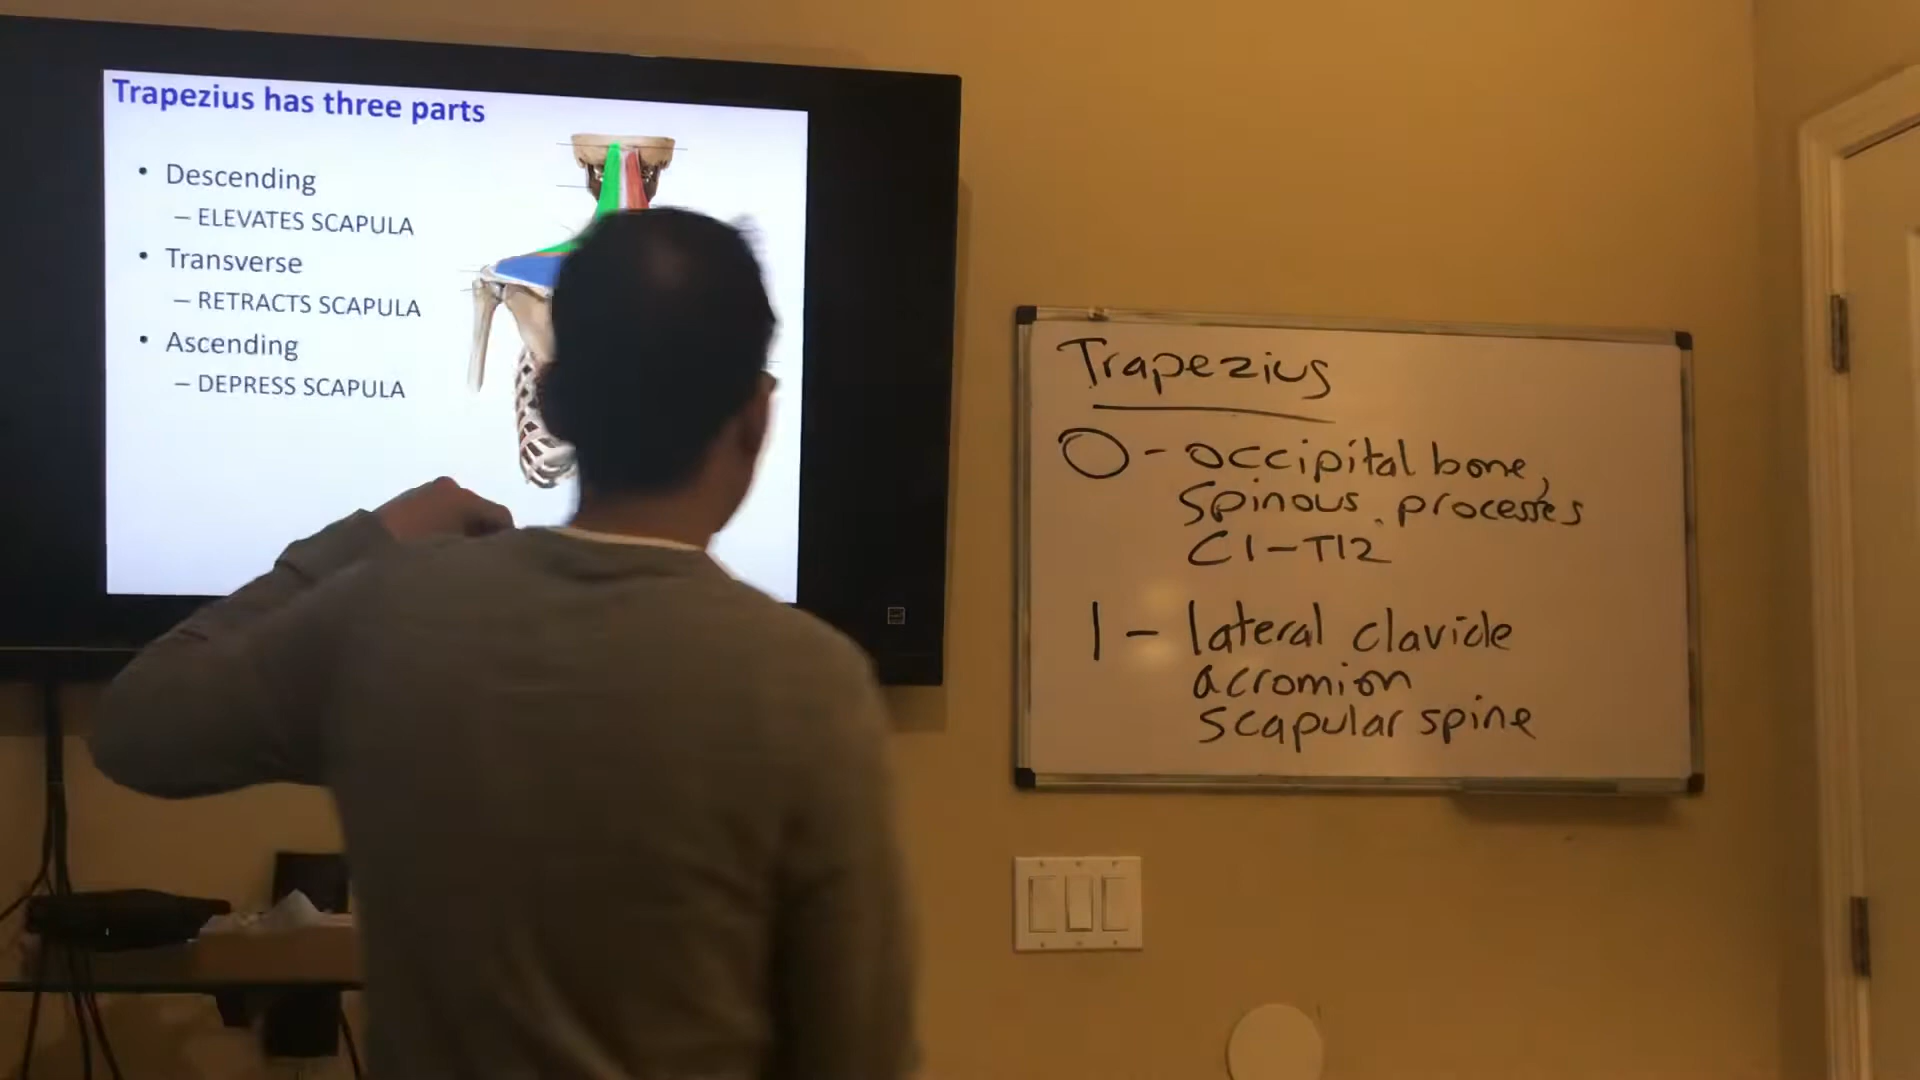 Trapezius has three parts
• Descending
– ELEVATES SCAPULA
• Transverse
– RETRACTS SCAPULA
• Ascending
– DEPRESS SCAPULA
Trapezius
O - occipital bone,
spinous processes
C1-T12
I - lateral clavicle
acromion
scapular spine